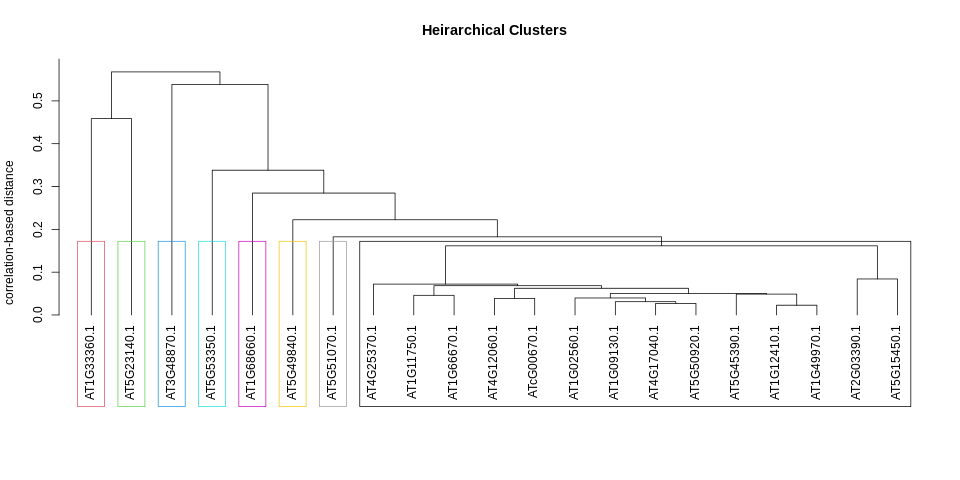 Heirarchical Clusters
correlation-based distance
0.5
0.4
0.3
0.2
0.1
0.0
AT1G33360.1
AT5G23140.1
AT3G48870.1
AT5G53350.1
AT1G68660.1
AT5G49840.1
AT5G51070.1
AT4G25370.1
AT1G11750.1
AT1G66670.1
AT4G12060.1
ATcG00670.1
AT1G02560.1
AT1G09130.1
AT4G17040.1
AT5G50920.1
AT5G45390.1
AT1G12410.1
AT1G49970.1
AT2G03390.1
AT5G15450.1